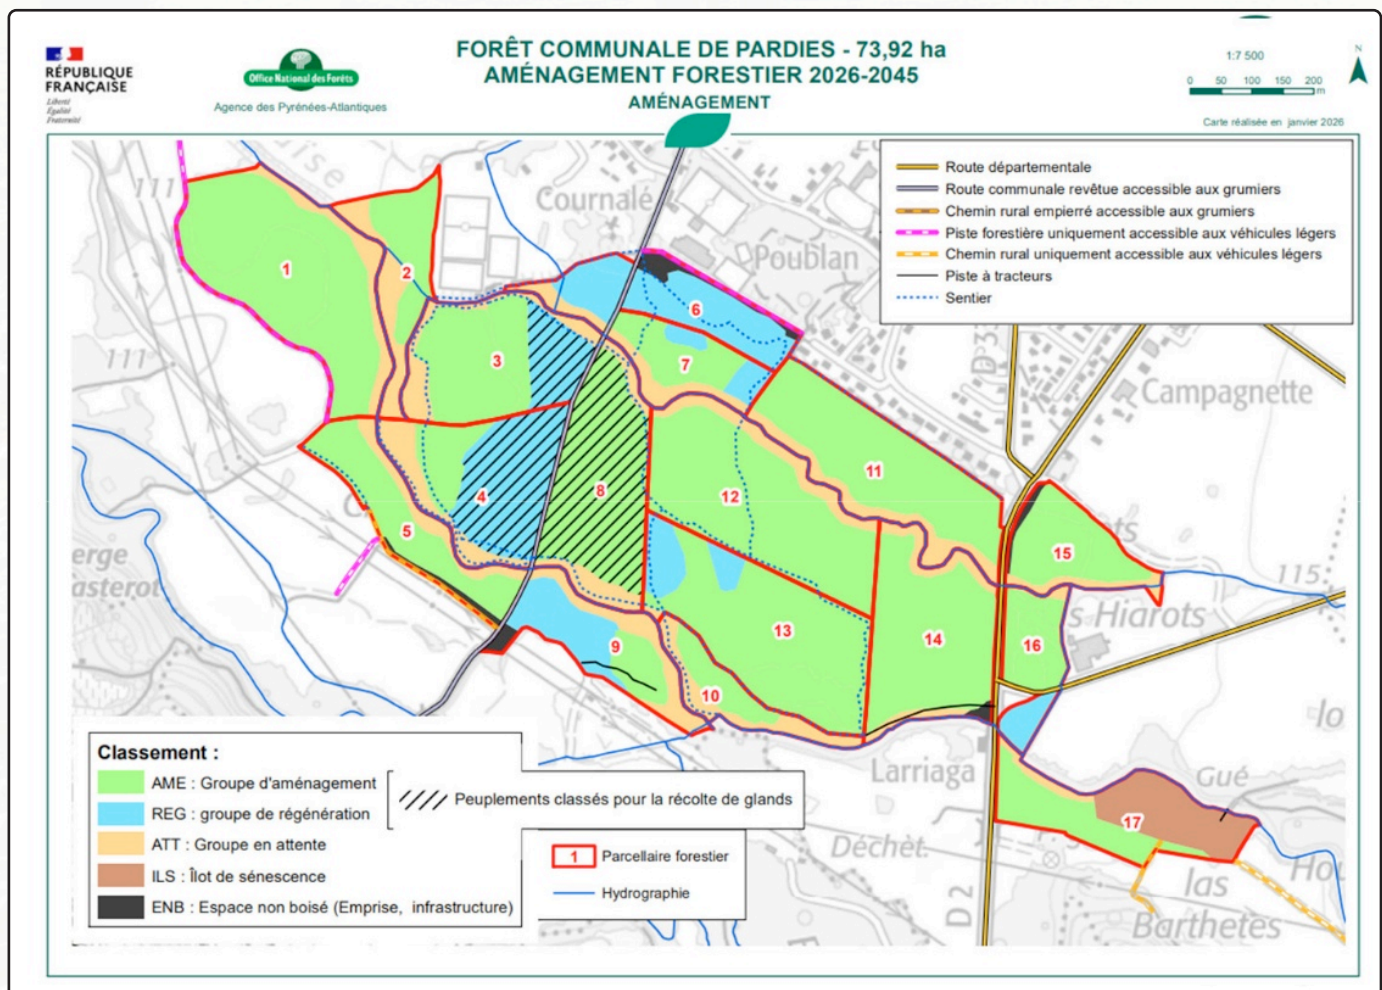 FORÊT COMMUNALE DE PARDIES - 73,92 ha
AMÉNAGEMENT FORESTIER 2026-2045
AMÉNAGEMENT
RÉPUBLIQUE
FRANÇAISE
Liberté
Égalité
Fraternité
Office National des Forêts
Agence des Pyrénées-Atlantiques
1:7 500
0 50 100 150 200
m
N
Carte réalisée en janvier 2026
Route départementale
Route communale revêtue accessible aux grumiers
Chemin rural empierré accessible aux grumiers
Piste forestière uniquement accessible aux véhicules légers
Chemin rural uniquement accessible aux véhicules légers
Piste à tracteurs
Sentier
111
Cournalé
Poublan
1
2
6
3
7
111
D 3
Campagnette
11
4
8
12
5
15
115
erge
asterot
s Hiarots
13
14
16
9
10
Larriaga
Gué
17
Déchèt.
las
Barthètes
D 2
Classement :
AME : Groupe d'aménagement
REG : groupe de régénération
ATT : Groupe en attente
ILS : Îlot de sénescence
ENB : Espace non boisé (Emprise, infrastructure)
Peuplements classés pour la récolte de glands
1 Parcellaire forestier
Hydrographie